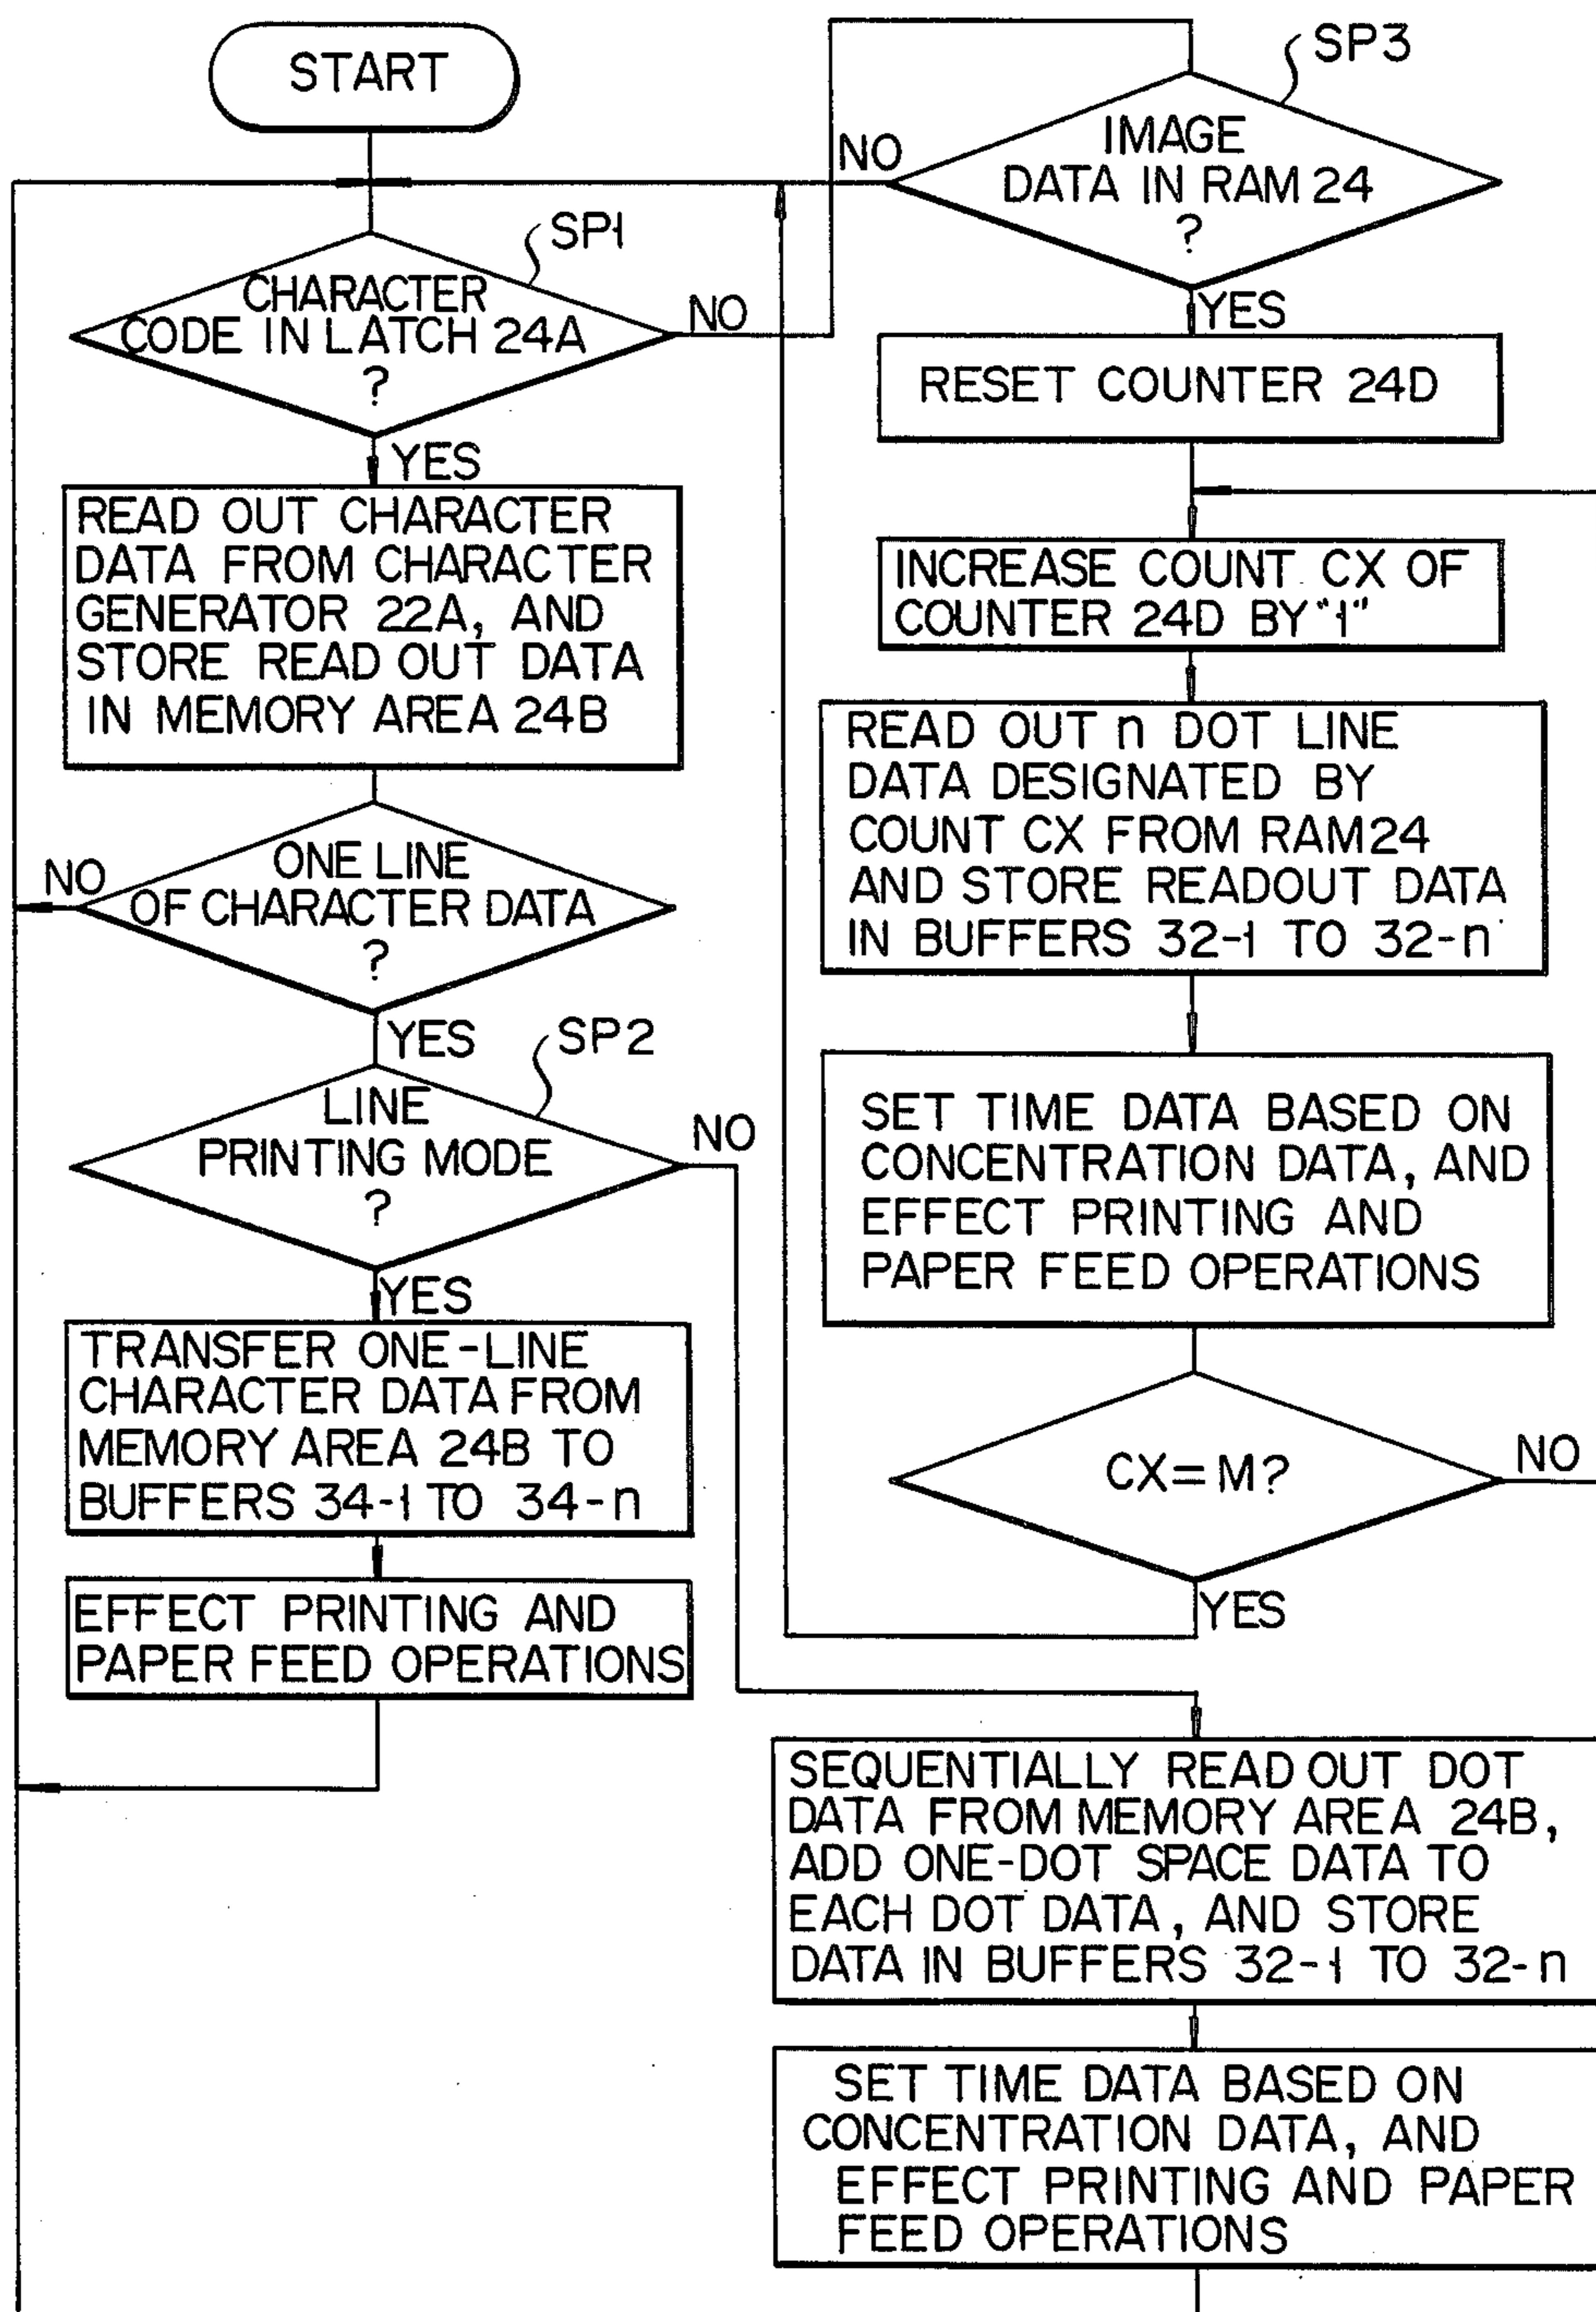 START
SP1
CHARACTER
CODE IN LATCH 24A
?
NO
YES
READ OUT CHARACTER
DATA FROM CHARACTER
GENERATOR 22A, AND
STORE READ OUT DATA
IN MEMORY AREA 24B
ONE LINE
OF CHARACTER DATA
?
NO
YES
SP2
LINE
PRINTING MODE
?
NO
YES
TRANSFER ONE-LINE
CHARACTER DATA FROM
MEMORY AREA 24B TO
BUFFERS 34-1 TO 34-n
EFFECT PRINTING AND
PAPER FEED OPERATIONS
SP3
IMAGE
DATA IN RAM 24
?
NO
YES
RESET COUNTER 24D
INCREASE COUNT CX OF
COUNTER 24D BY "1"
READ OUT n DOT LINE
DATA DESIGNATED BY
COUNT CX FROM RAM24
AND STORE READOUT DATA
IN BUFFERS 32-1 TO 32-n
SET TIME DATA BASED ON
CONCENTRATION DATA, AND
EFFECT PRINTING AND
PAPER FEED OPERATIONS
CX=M?
NO
YES
SEQUENTIALLY READ OUT DOT
DATA FROM MEMORY AREA 24B,
ADD ONE-DOT SPACE DATA TO
EACH DOT DATA, AND STORE
DATA IN BUFFERS 32-1 TO 32-n
SET TIME DATA BASED ON
CONCENTRATION DATA, AND
EFFECT PRINTING AND PAPER
FEED OPERATIONS